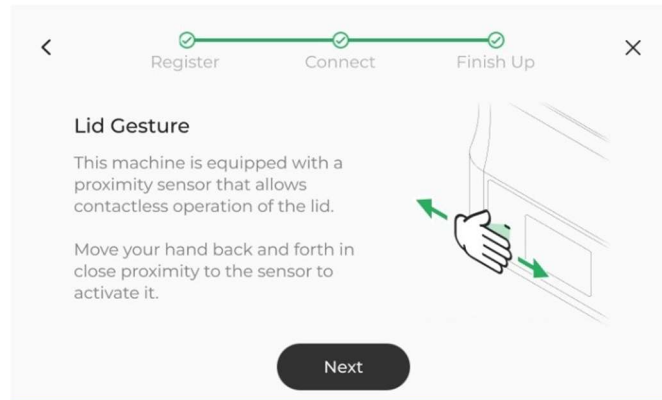 Register
Connect
Finish Up
Lid Gesture
This machine is equipped with a
proximity sensor that allows
contactless operation of the lid.
Move your hand back and forth in
close proximity to the sensor to
activate it.
Next